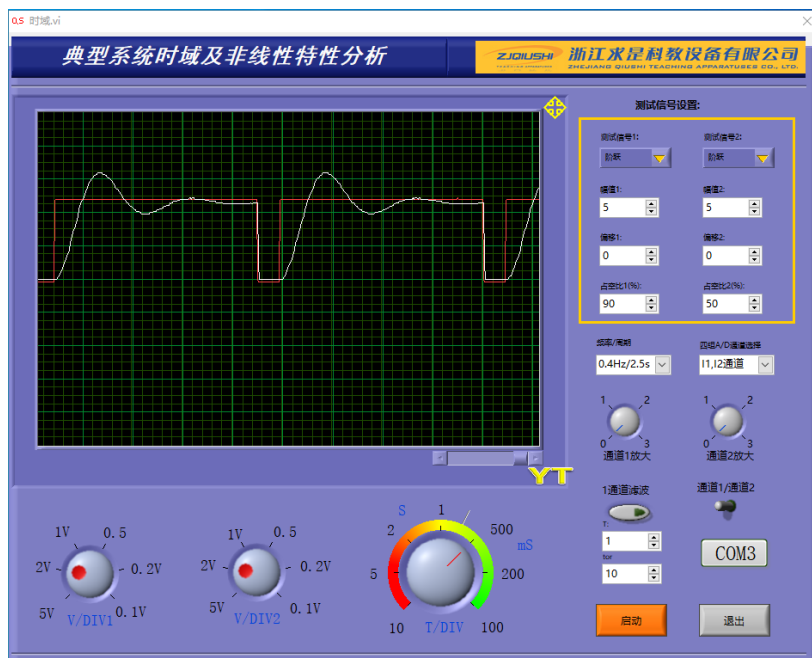 0.5 时域.vi
典型系统时域及非线性特性分析
ZJQIUSHI 浙江求是科教设备有限公司
ZHEJIANG QIUSHI TEACHING APPARATUSES CO., LTD.
测试信号设置:
测试信号1: 测试信号2:
阶跃 阶跃
幅值1: 幅值2:
5 5
偏移1: 偏移2:
0 0
占空比1(%): 占空比2(%):
90 50
频率/周期 四组A/D通道选择
0.4Hz/2.5s I1,I2通道
1 2 1 2
0 3 0 3
通道1放大 通道2放大
YT
1通道滤波 通道1/通道2
T:
1
tor
10
COM3
启动 退出
1V 0.5
2V 0.2V
5V 0.1V
V/DIV1
1V 0.5
2V 0.2V
5V 0.1V
V/DIV2
S 1
2 500
mS
5 200
10 T/DIV 100